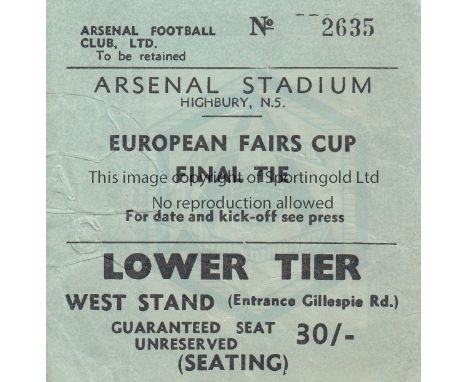 ARSENAL FOOTBALL
CLUB, LTD.
To be retained
No 2635
ARSENAL STADIUM
HIGHBURY, N.5.
EUROPEAN FAIRS CUP
FINAL TIE
This image copyright of Sportingold Ltd
No reproduction allowed
For date and kick-off see press
LOWER TIER
WEST STAND (Entrance Gillespie Rd.)
GUARANTEED SEAT
UNRESERVED 30/-
(SEATING)